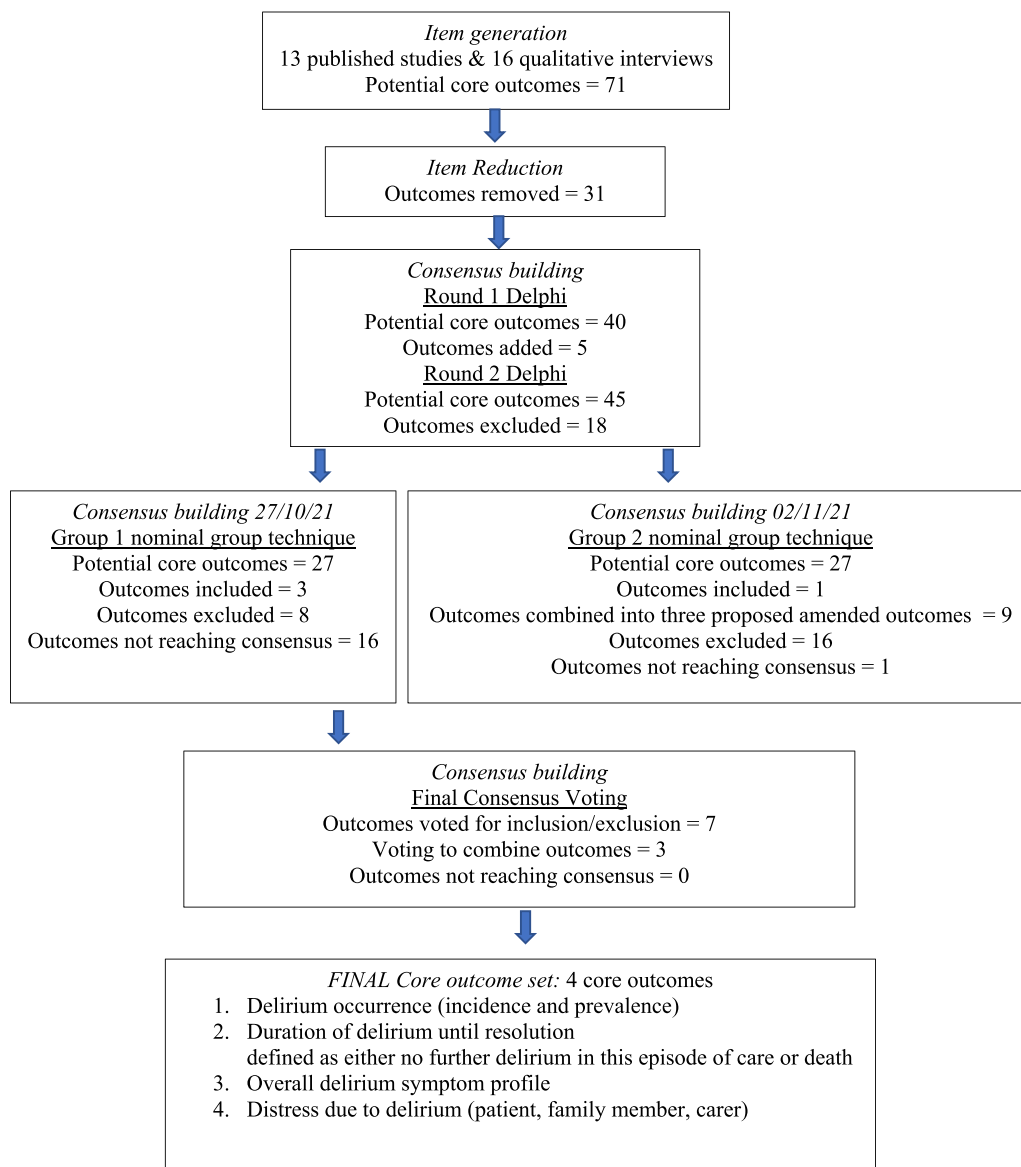 Item generation
13 published studies & 16 qualitative interviews
Potential core outcomes = 71
Item Reduction
Outcomes removed = 31
Consensus building
Round 1 Delphi
Potential core outcomes = 40
Outcomes added = 5
Round 2 Delphi
Potential core outcomes = 45
Outcomes excluded = 18
Consensus building 27/10/21
Group 1 nominal group technique
Potential core outcomes = 27
Outcomes included = 3
Outcomes excluded = 8
Outcomes not reaching consensus = 16
Consensus building 02/11/21
Group 2 nominal group technique
Potential core outcomes = 27
Outcomes included = 1
Outcomes combined into three proposed amended outcomes = 9
Outcomes excluded = 16
Outcomes not reaching consensus = 1
Consensus building
Final Consensus Voting
Outcomes voted for inclusion/exclusion = 7
Voting to combine outcomes = 3
Outcomes not reaching consensus = 0
FINAL Core outcome set: 4 core outcomes
1. Delirium occurrence (incidence and prevalence)
2. Duration of delirium until resolution
defined as either no further delirium in this episode of care or death
3. Overall delirium symptom profile
4. Distress due to delirium (patient, family member, carer)